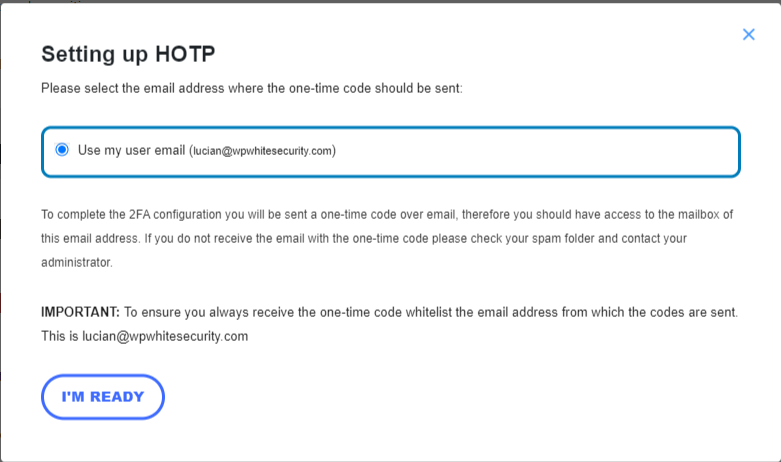 Setting up HOTP
Please select the email address where the one-time code should be sent:
Use my user email (lucian@wpwhitesecurity.com)
To complete the 2FA configuration you will be sent a one-time code over email, therefore you should have access to the mailbox of
this email address. If you do not receive the email with the one-time code please check your spam folder and contact your
administrator.
IMPORTANT: To ensure you always receive the one-time code whitelist the email address from which the codes are sent.
This is lucian@wpwhitesecurity.com
I'M READY